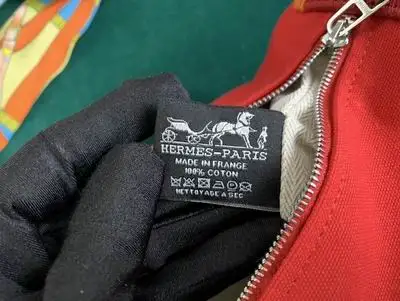 HERMES-PARIS
MADE IN FRANCE
100% COTON
NETTOYAGE A SEC